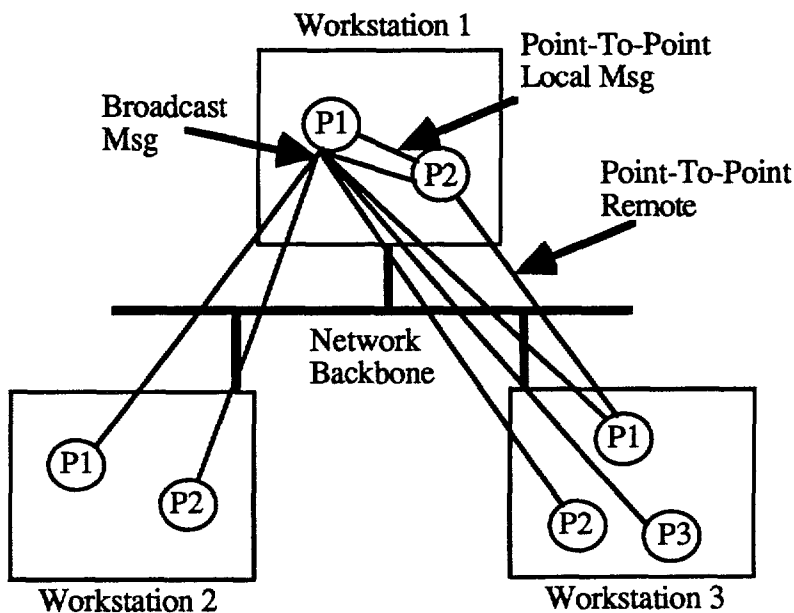 Workstation 1
Point-To-Point
Local Msg
Broadcast
Msg
P1
P2
Point-To-Point
Remote
Network
Backbone
P1
P2
P1
P2
P3
Workstation 2
Workstation 3